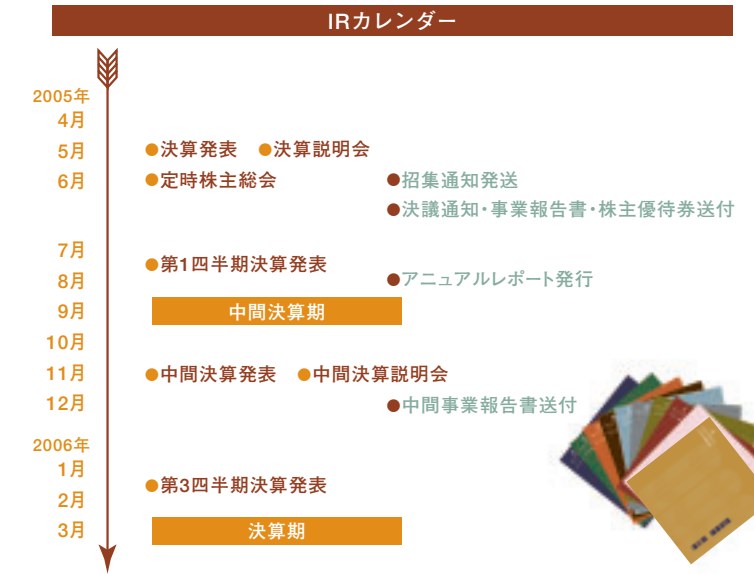 IRカレンダー
2005年
4月
5月 ●決算発表 ●決算説明会
6月 ●定時株主総会 ●招集通知発送
●決議通知・事業報告書・株主優待券送付
7月
●第1四半期決算発表
8月 ●アニュアルレポート発行
9月 中間決算期
10月
11月 ●中間決算発表 ●中間決算説明会
12月 ●中間事業報告書送付
2006年
1月
●第3四半期決算発表
2月
3月 決算期